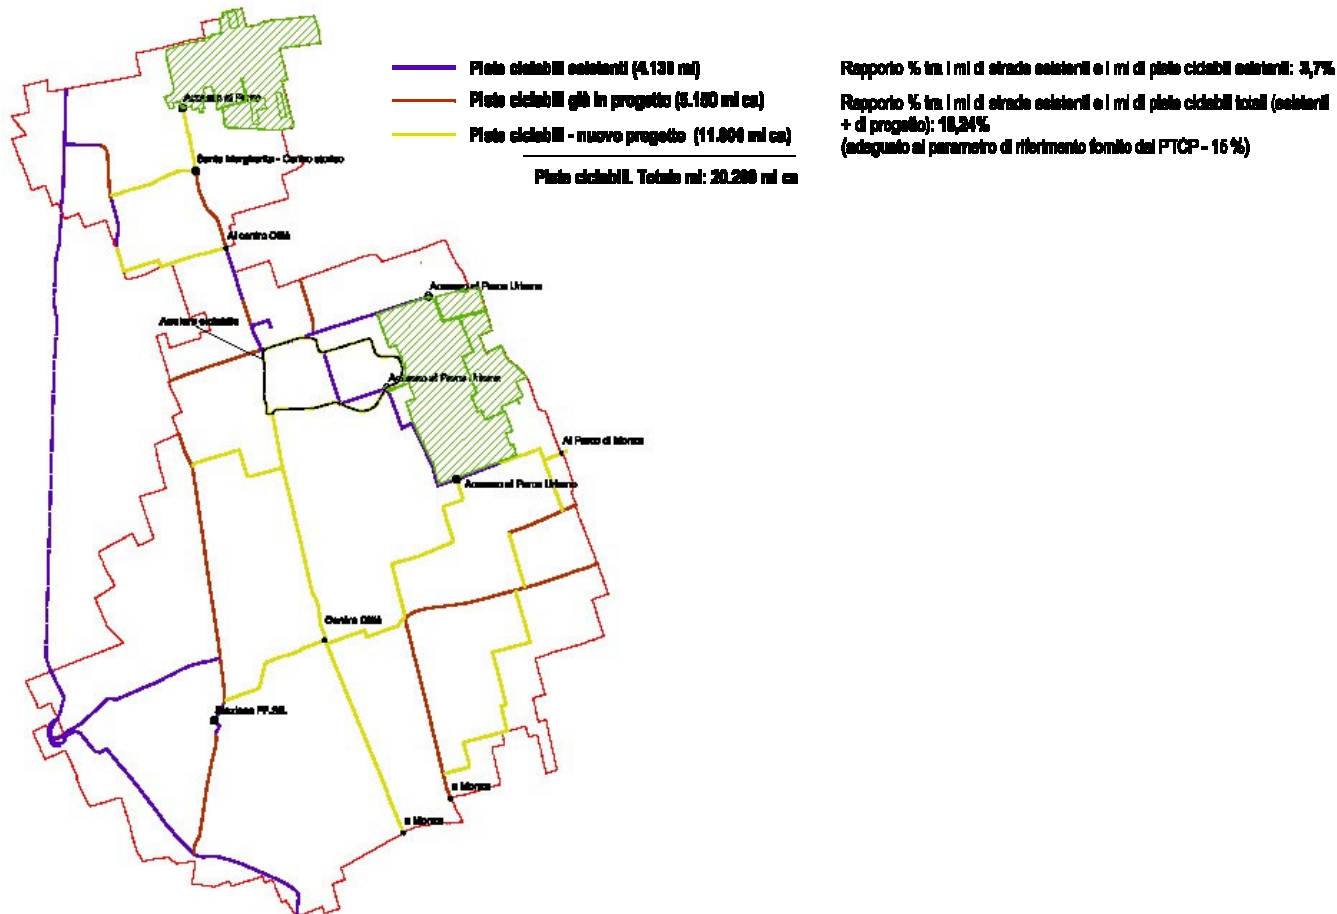 Piste ciclabili esistenti (4.130 ml)
Piste ciclabili già in progetto (5.150 ml ca)
Piste ciclabili - nuovo progetto (11.009 ml ca)
Piste ciclabili. Totale ml: ml ca
Rapporto % tra i ml di strade esistenti e i ml di piste ciclabili esistenti: 3,7%
Rapporto % tra i ml di strade esistenti e i ml di piste ciclabili totali (esistenti
+ di progetto): 18,24%
(adeguato al parametro di riferimento fornito dal PTCP - 15 %)
Accesso al Parco
Santa Margherita - Centro storico
Al centro Città
Accesso al Parco Urbano
Anello ciclabile
Accesso al Parco Urbano
Al Parco di Monza
Accesso al Parco Urbano
Centro Città
Stazione FF.SS.
a Monza
a Monza